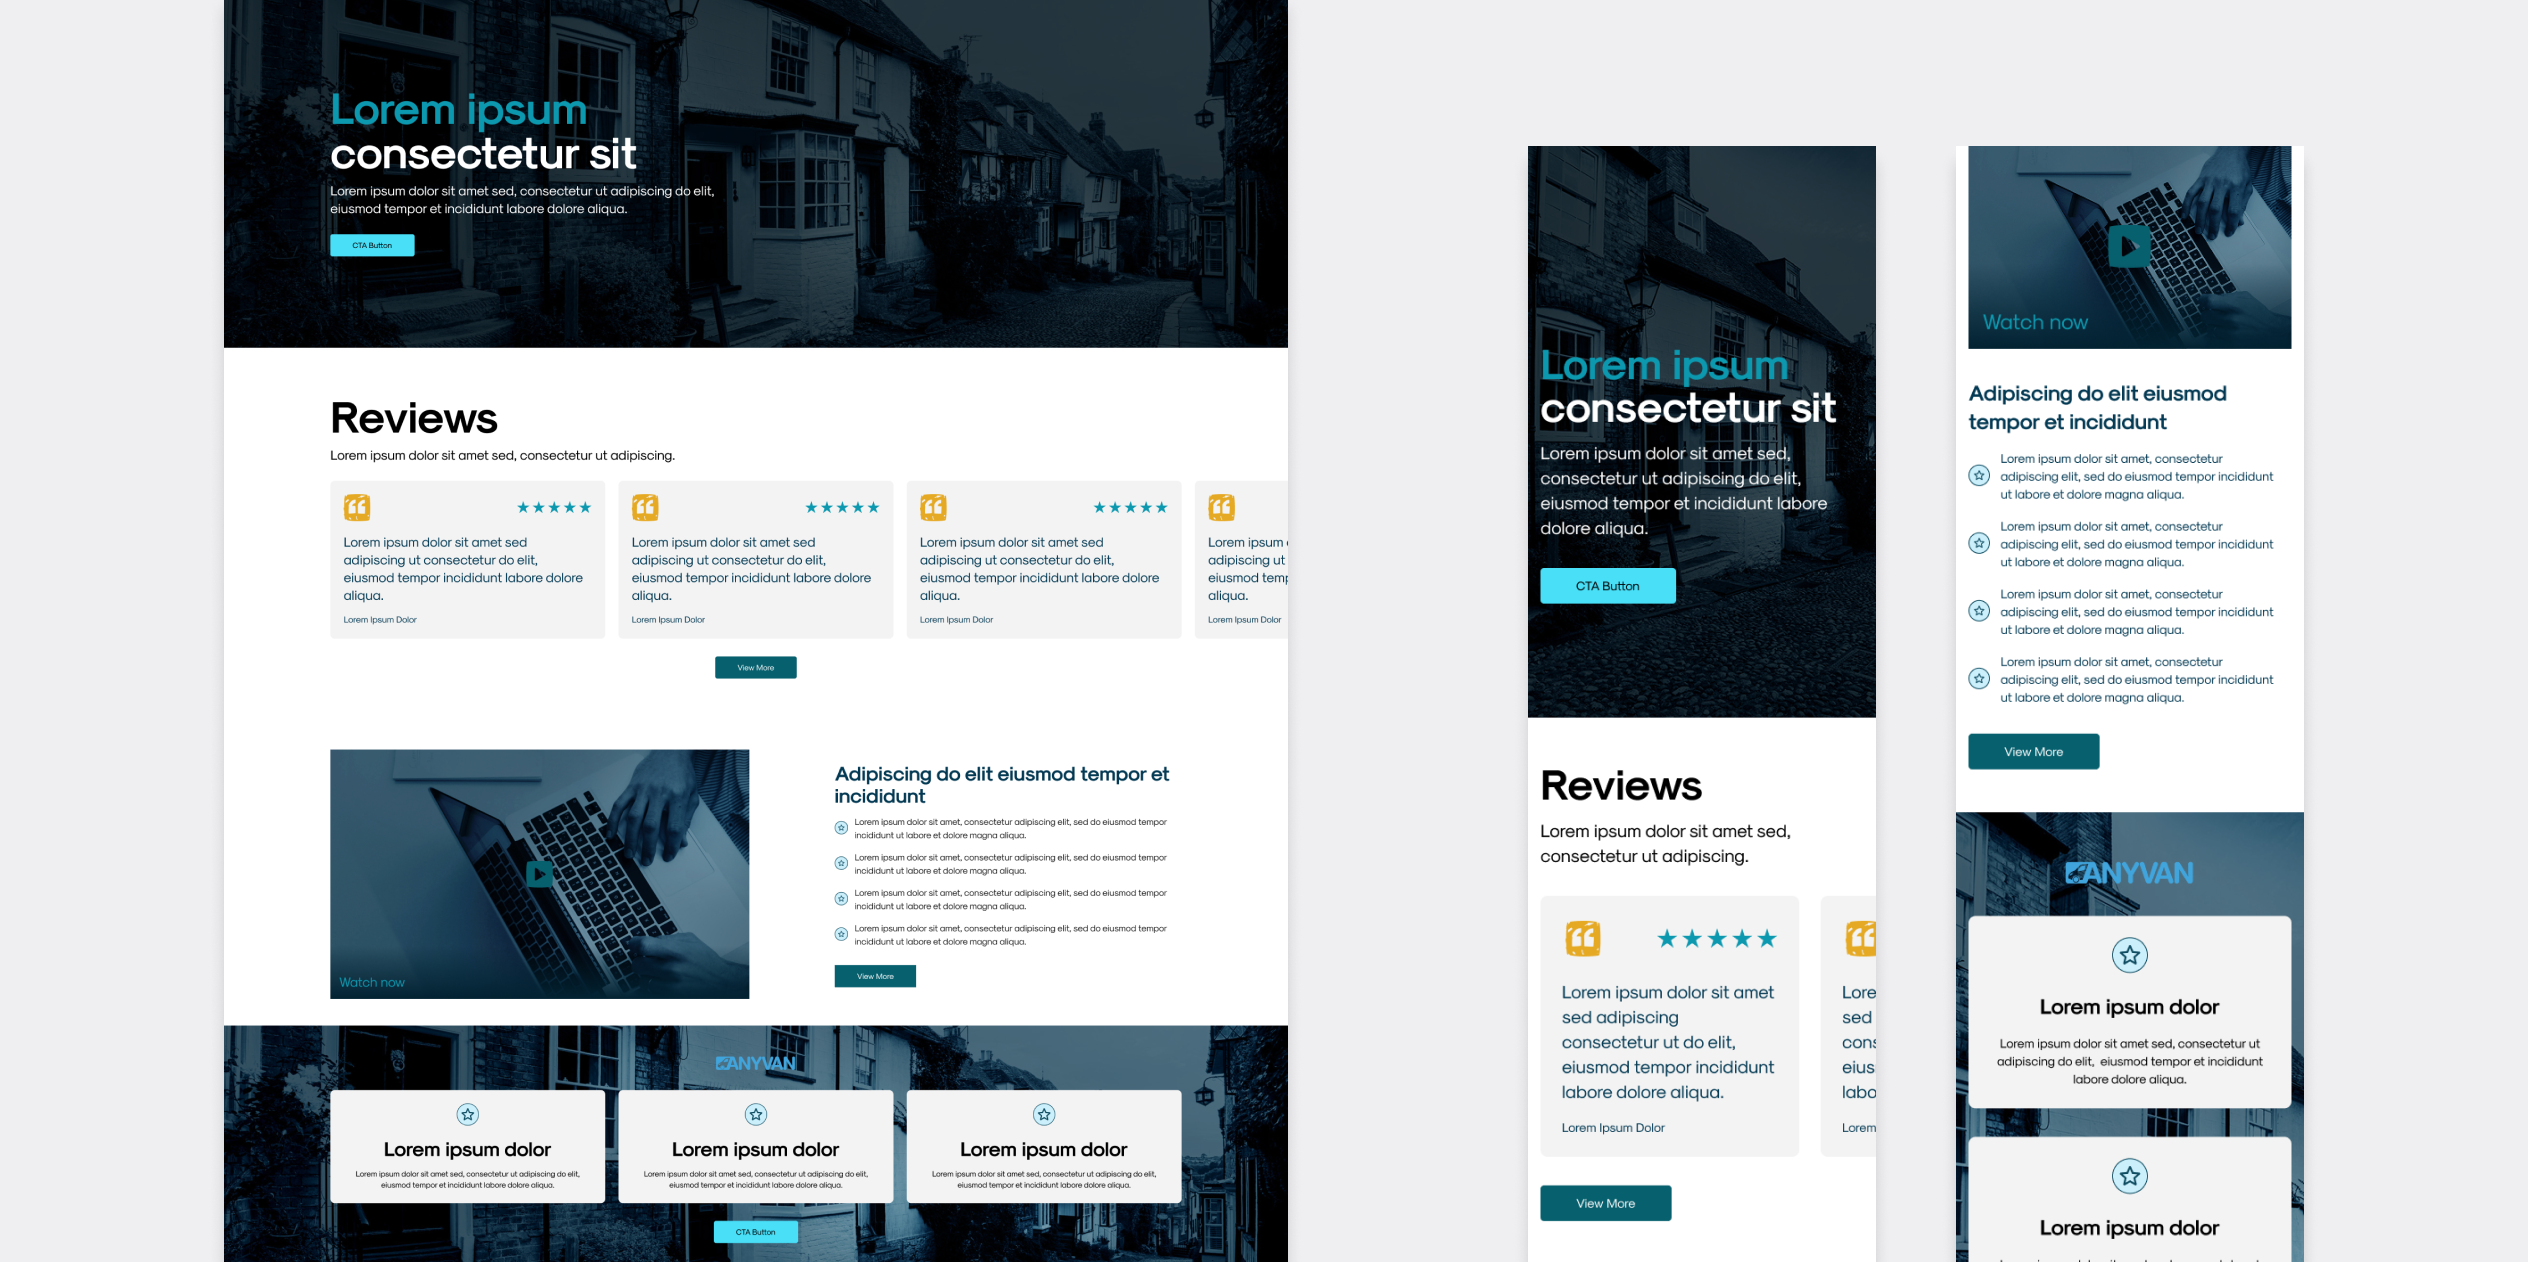 Lorem ipsum
consectetur sit
Lorem ipsum dolor sit amet sed, consectetur ut adipiscing do elit,
eiusmod tempor et incididunt labore dolore aliqua.
CTA Button
Reviews
Lorem ipsum dolor sit amet sed, consectetur ut adipiscing.
Lorem ipsum dolor sit amet sed
adipiscing ut consectetur do elit,
eiusmod tempor incididunt labore dolore
aliqua.
Lorem Ipsum Dolor
Lorem ipsum dolor sit amet sed
adipiscing ut consectetur do elit,
eiusmod tempor incididunt labore dolore
aliqua.
Lorem Ipsum Dolor
Lorem ipsum dolor sit amet sed
adipiscing ut consectetur do elit,
eiusmod tempor incididunt labore dolore
aliqua.
Lorem Ipsum Dolor
Lorem ipsum
adipiscing ut
eiusmod temp
aliqua.
Lorem Ipsum Dolor
View More
Watch now
Adipiscing do elit eiusmod tempor et
incididunt
Lorem ipsum dolor sit amet, consectetur adipiscing elit, sed do eiusmod tempor
incididunt ut labore et dolore magna aliqua.
Lorem ipsum dolor sit amet, consectetur adipiscing elit, sed do eiusmod tempor
incididunt ut labore et dolore magna aliqua.
Lorem ipsum dolor sit amet, consectetur adipiscing elit, sed do eiusmod tempor
incididunt ut labore et dolore magna aliqua.
Lorem ipsum dolor sit amet, consectetur adipiscing elit, sed do eiusmod tempor
incididunt ut labore et dolore magna aliqua.
View More
ANYVAN
Lorem ipsum dolor
Lorem ipsum dolor sit amet sed, consectetur ut adipiscing do elit,
eiusmod tempor et incididunt labore dolore aliqua.
Lorem ipsum dolor
Lorem ipsum dolor sit amet sed, consectetur ut adipiscing do elit,
eiusmod tempor et incididunt labore dolore aliqua.
Lorem ipsum dolor
Lorem ipsum dolor sit amet sed, consectetur ut adipiscing do elit,
eiusmod tempor et incididunt labore dolore aliqua.
CTA Button
Lorem ipsum
consectetur sit
Lorem ipsum dolor sit amet sed,
consectetur ut adipiscing do elit,
eiusmod tempor et incididunt labore
dolore aliqua.
CTA Button
Reviews
Lorem ipsum dolor sit amet sed,
consectetur ut adipiscing.
Lorem ipsum dolor sit amet
sed adipiscing
consectetur ut do elit,
eiusmod tempor incididunt
labore dolore aliqua.
Lorem Ipsum Dolor
Lore
sed
cons
eius
labo
Lorem
View More
Watch now
Adipiscing do elit eiusmod
tempor et incididunt
Lorem ipsum dolor sit amet, consectetur
adipiscing elit, sed do eiusmod tempor incididunt
ut labore et dolore magna aliqua.
Lorem ipsum dolor sit amet, consectetur
adipiscing elit, sed do eiusmod tempor incididunt
ut labore et dolore magna aliqua.
Lorem ipsum dolor sit amet, consectetur
adipiscing elit, sed do eiusmod tempor incididunt
ut labore et dolore magna aliqua.
Lorem ipsum dolor sit amet, consectetur
adipiscing elit, sed do eiusmod tempor incididunt
ut labore et dolore magna aliqua.
View More
ANYVAN
Lorem ipsum dolor
Lorem ipsum dolor sit amet sed, consectetur ut
adipiscing do elit, eiusmod tempor et incididunt
labore dolore aliqua.
Lorem ipsum dolor